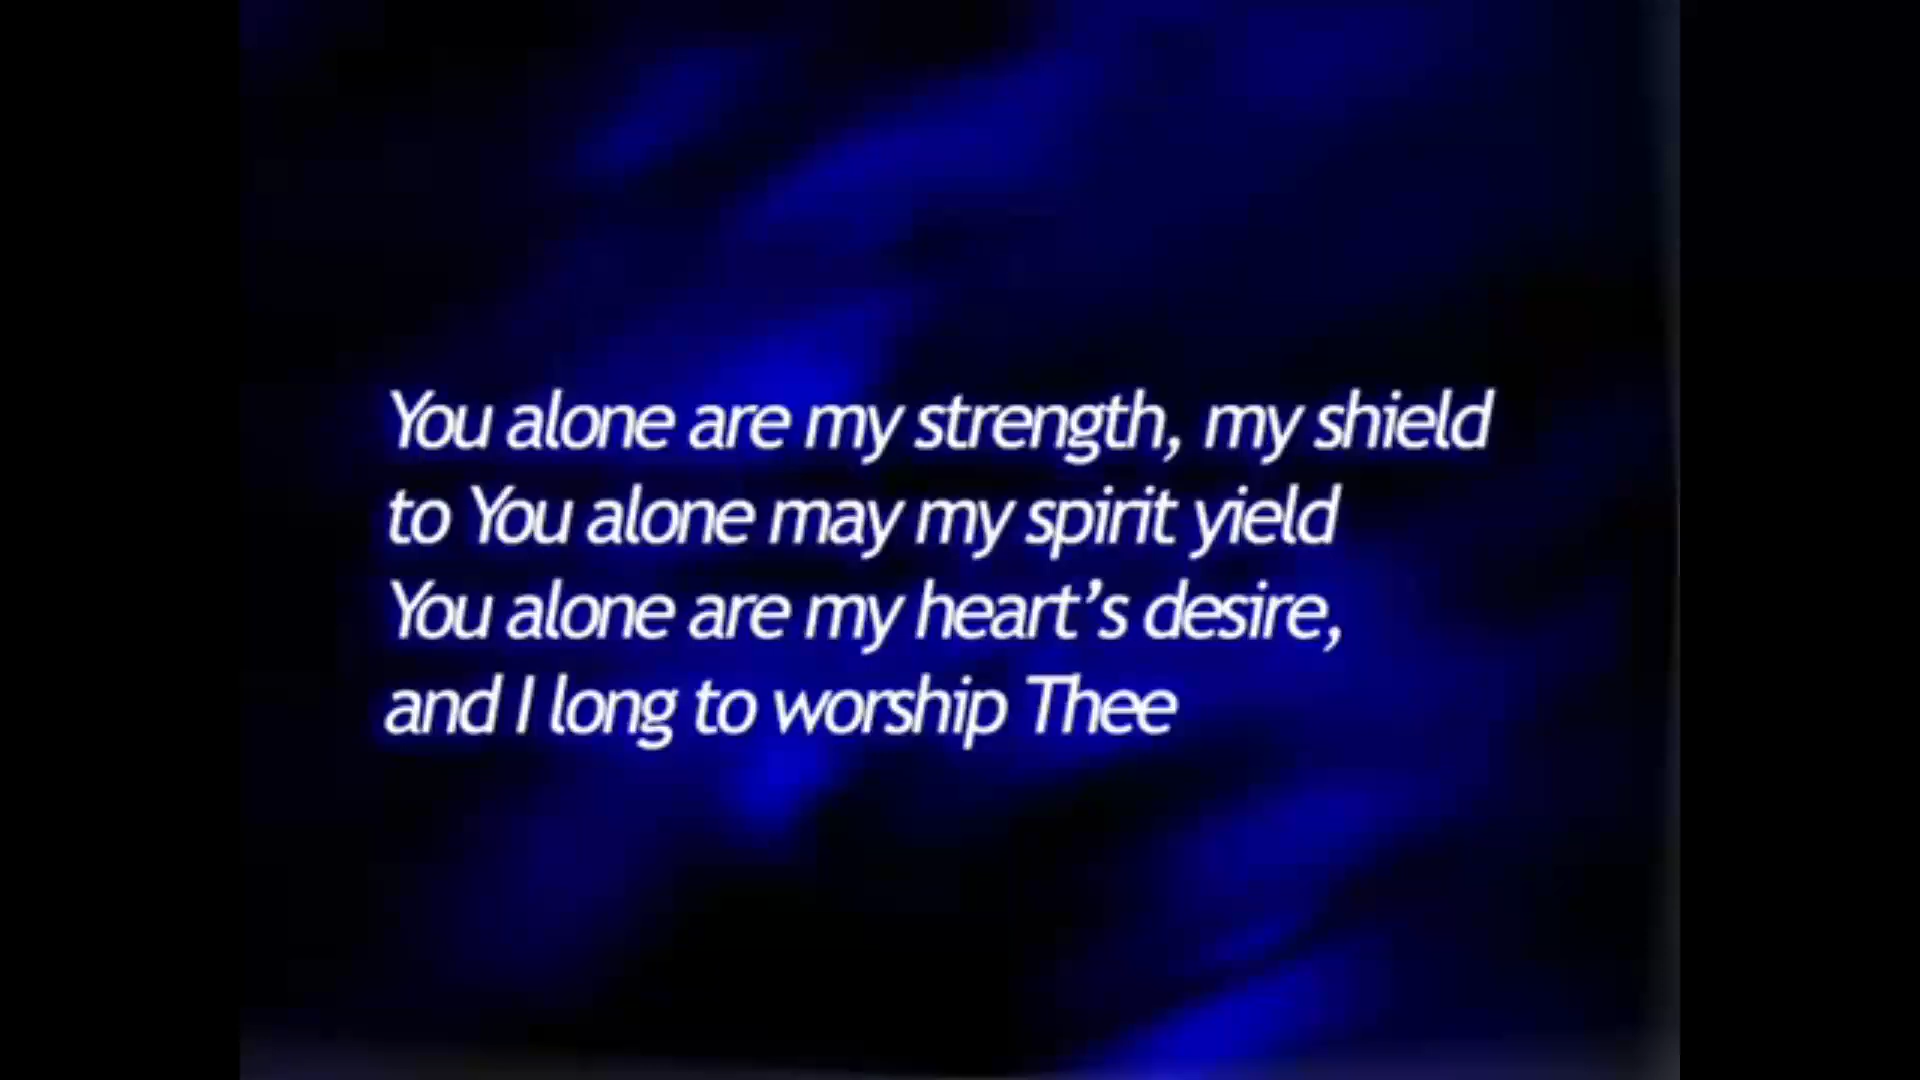 You alone are my strength, my shield
to You alone may my spirit yield
You alone are my heart’s desire,
and I long to worship Thee